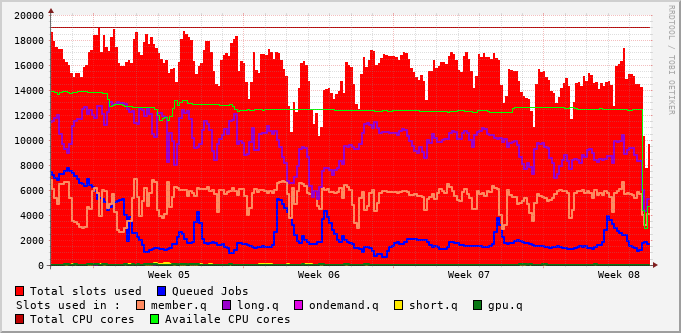 RRDTOOL / TOBI OETIKER
20000
18000
16000
14000
12000
10000
8000
6000
4000
2000
0
Week 05 Week 06 Week 07 Week 08
Total slots used Queued Jobs
Slots used in : member.q long.q ondemand.q short.q gpu.q
Total CPU cores Availale CPU cores